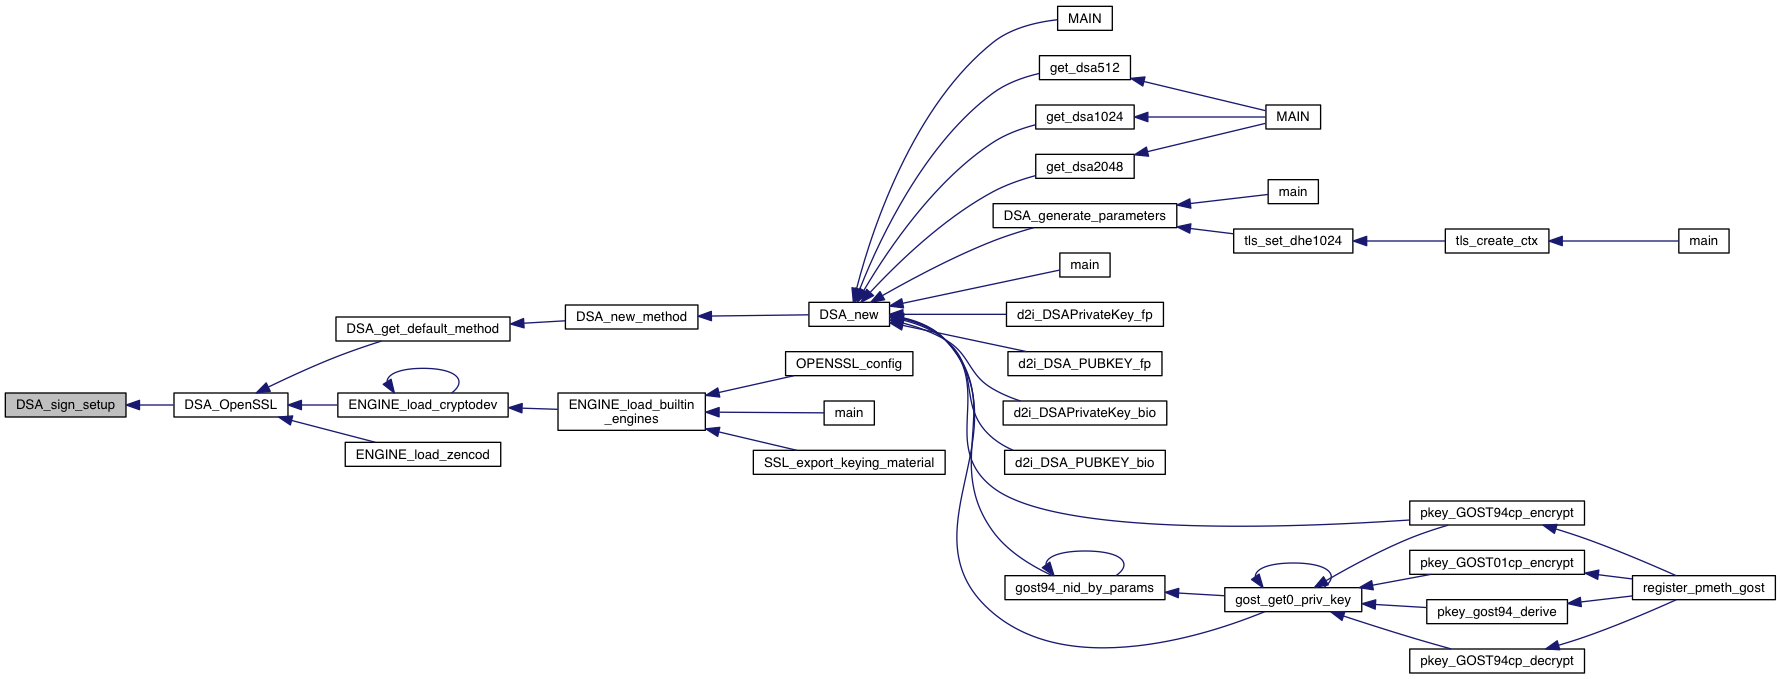 MAIN
get_dsa512
get_dsa1024
MAIN
get_dsa2048
main
DSA_generate_parameters
tls_set_dhe1024
tls_create_ctx
main
main
DSA_new
d2i_DSAPrivateKey_fp
DSA_new_method
DSA_get_default_method
d2i_DSA_PUBKEY_fp
OPENSSL_config
DSA_sign_setup
DSA_OpenSSL
ENGINE_load_cryptodev
ENGINE_load_builtin
_engines
main
d2i_DSAPrivateKey_bio
ENGINE_load_zencod
SSL_export_keying_material
d2i_DSA_PUBKEY_bio
pkey_GOST94cp_encrypt
pkey_GOST01cp_encrypt
gost94_nid_by_params
register_pmeth_gost
gost_get0_priv_key
pkey_gost94_derive
pkey_GOST94cp_decrypt